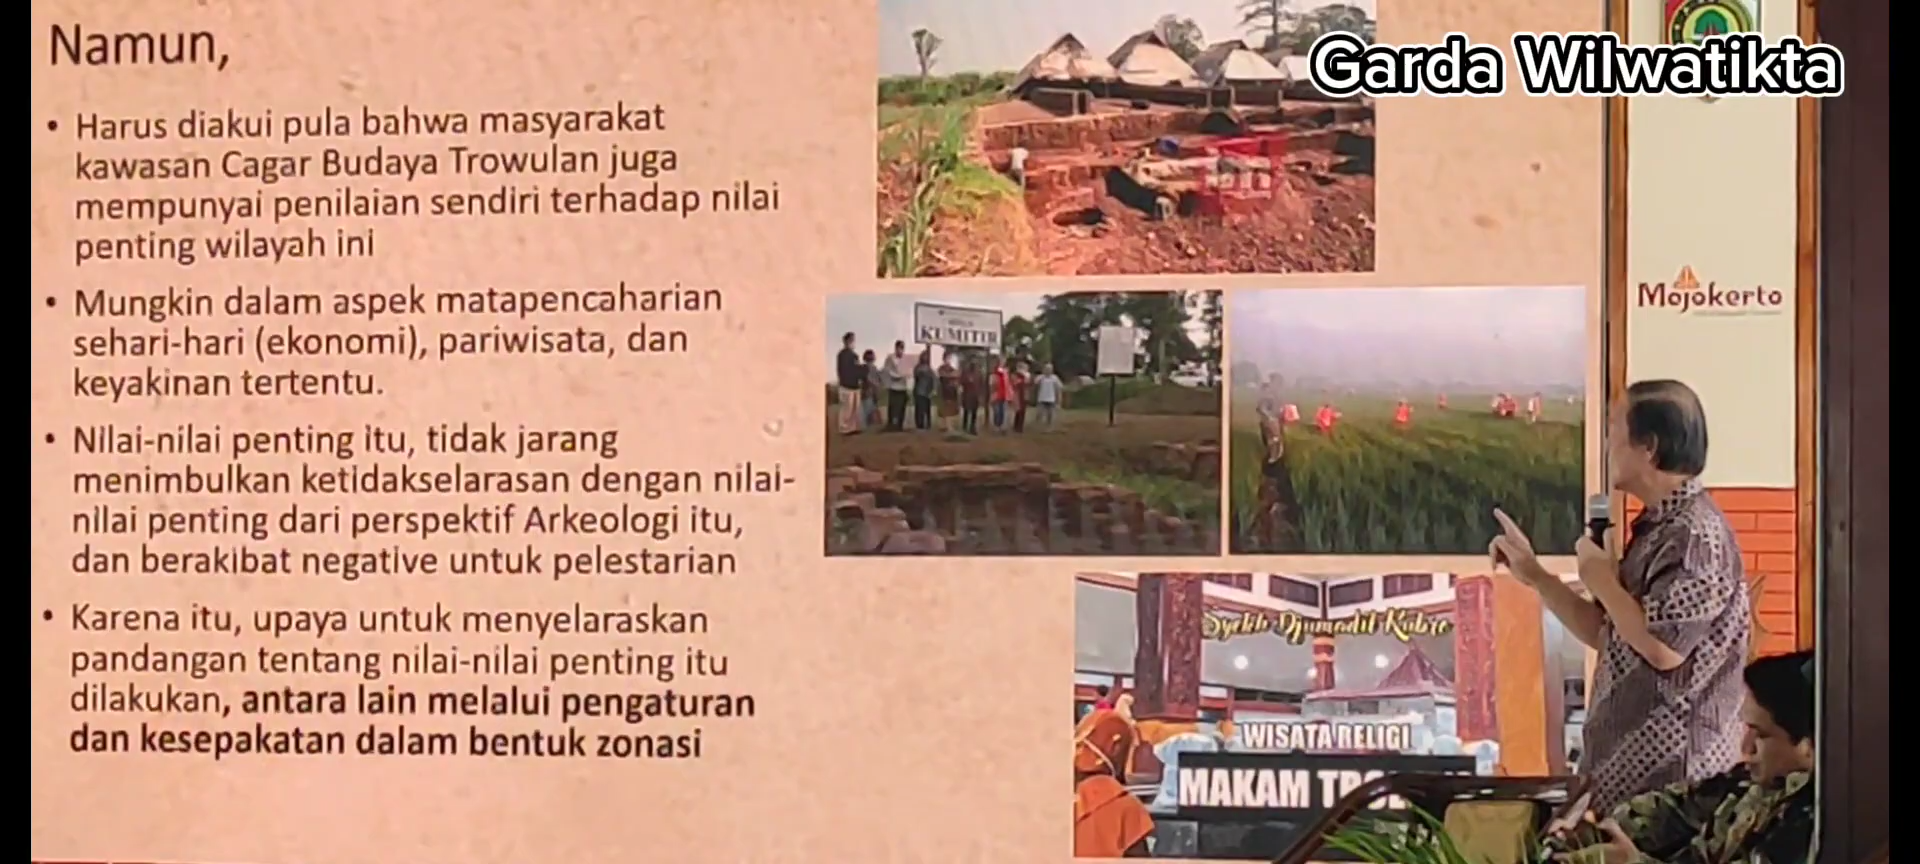 Namun,
• Harus diakui pula bahwa masyarakat
kawasan Cagar Budaya Trowulan juga
mempunyai penilaian sendiri terhadap nilai
penting wilayah ini
• Mungkin dalam aspek matapencaharian
sehari-hari (ekonomi), pariwisata, dan
keyakinan tertentu.
• Nilai-nilai penting itu, tidak jarang
menimbulkan ketidakselarasan dengan nilai-
nilai penting dari perspektif Arkeologi itu,
dan berakibat negative untuk pelestarian
• Karena itu, upaya untuk menyelaraskan
pandangan tentang nilai-nilai penting itu
dilakukan, antara lain melalui pengaturan
dan kesepakatan dalam bentuk zonasi
Garda Wilwatikta
Mojokerto
KUMITIR
Syekh Djumadil Kubro
WISATA RELIGI
MAKAM